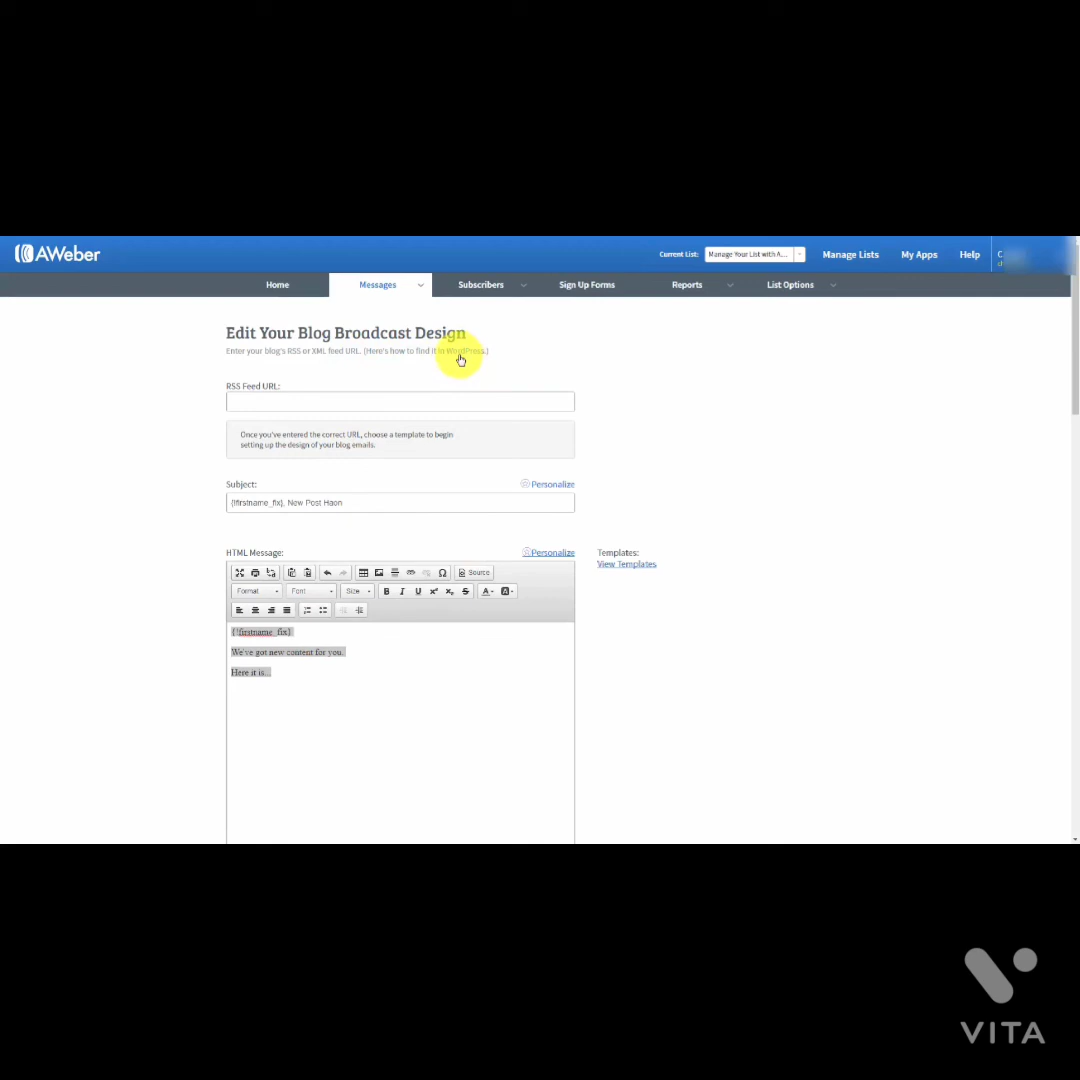 AWeber
Current List: Manage Your List with A... Manage Lists My Apps Help C
Home Messages Subscribers Sign Up Forms Reports List Options
Edit Your Blog Broadcast Design
Enter your blog's RSS or XML feed URL. (Here's how to find it in WordPress.)
RSS Feed URL:
Once you've entered the correct URL, choose a template to begin
setting up the design of your blog emails.
Subject: Personalize
{!firstname_fix}, New Post Haon
HTML Message: Personalize Templates:
View Templates
Source
Format Font Size B I U x² x₂ S A A
{!firstname_fix}
We've got new content for you.
Here it is...
VITA